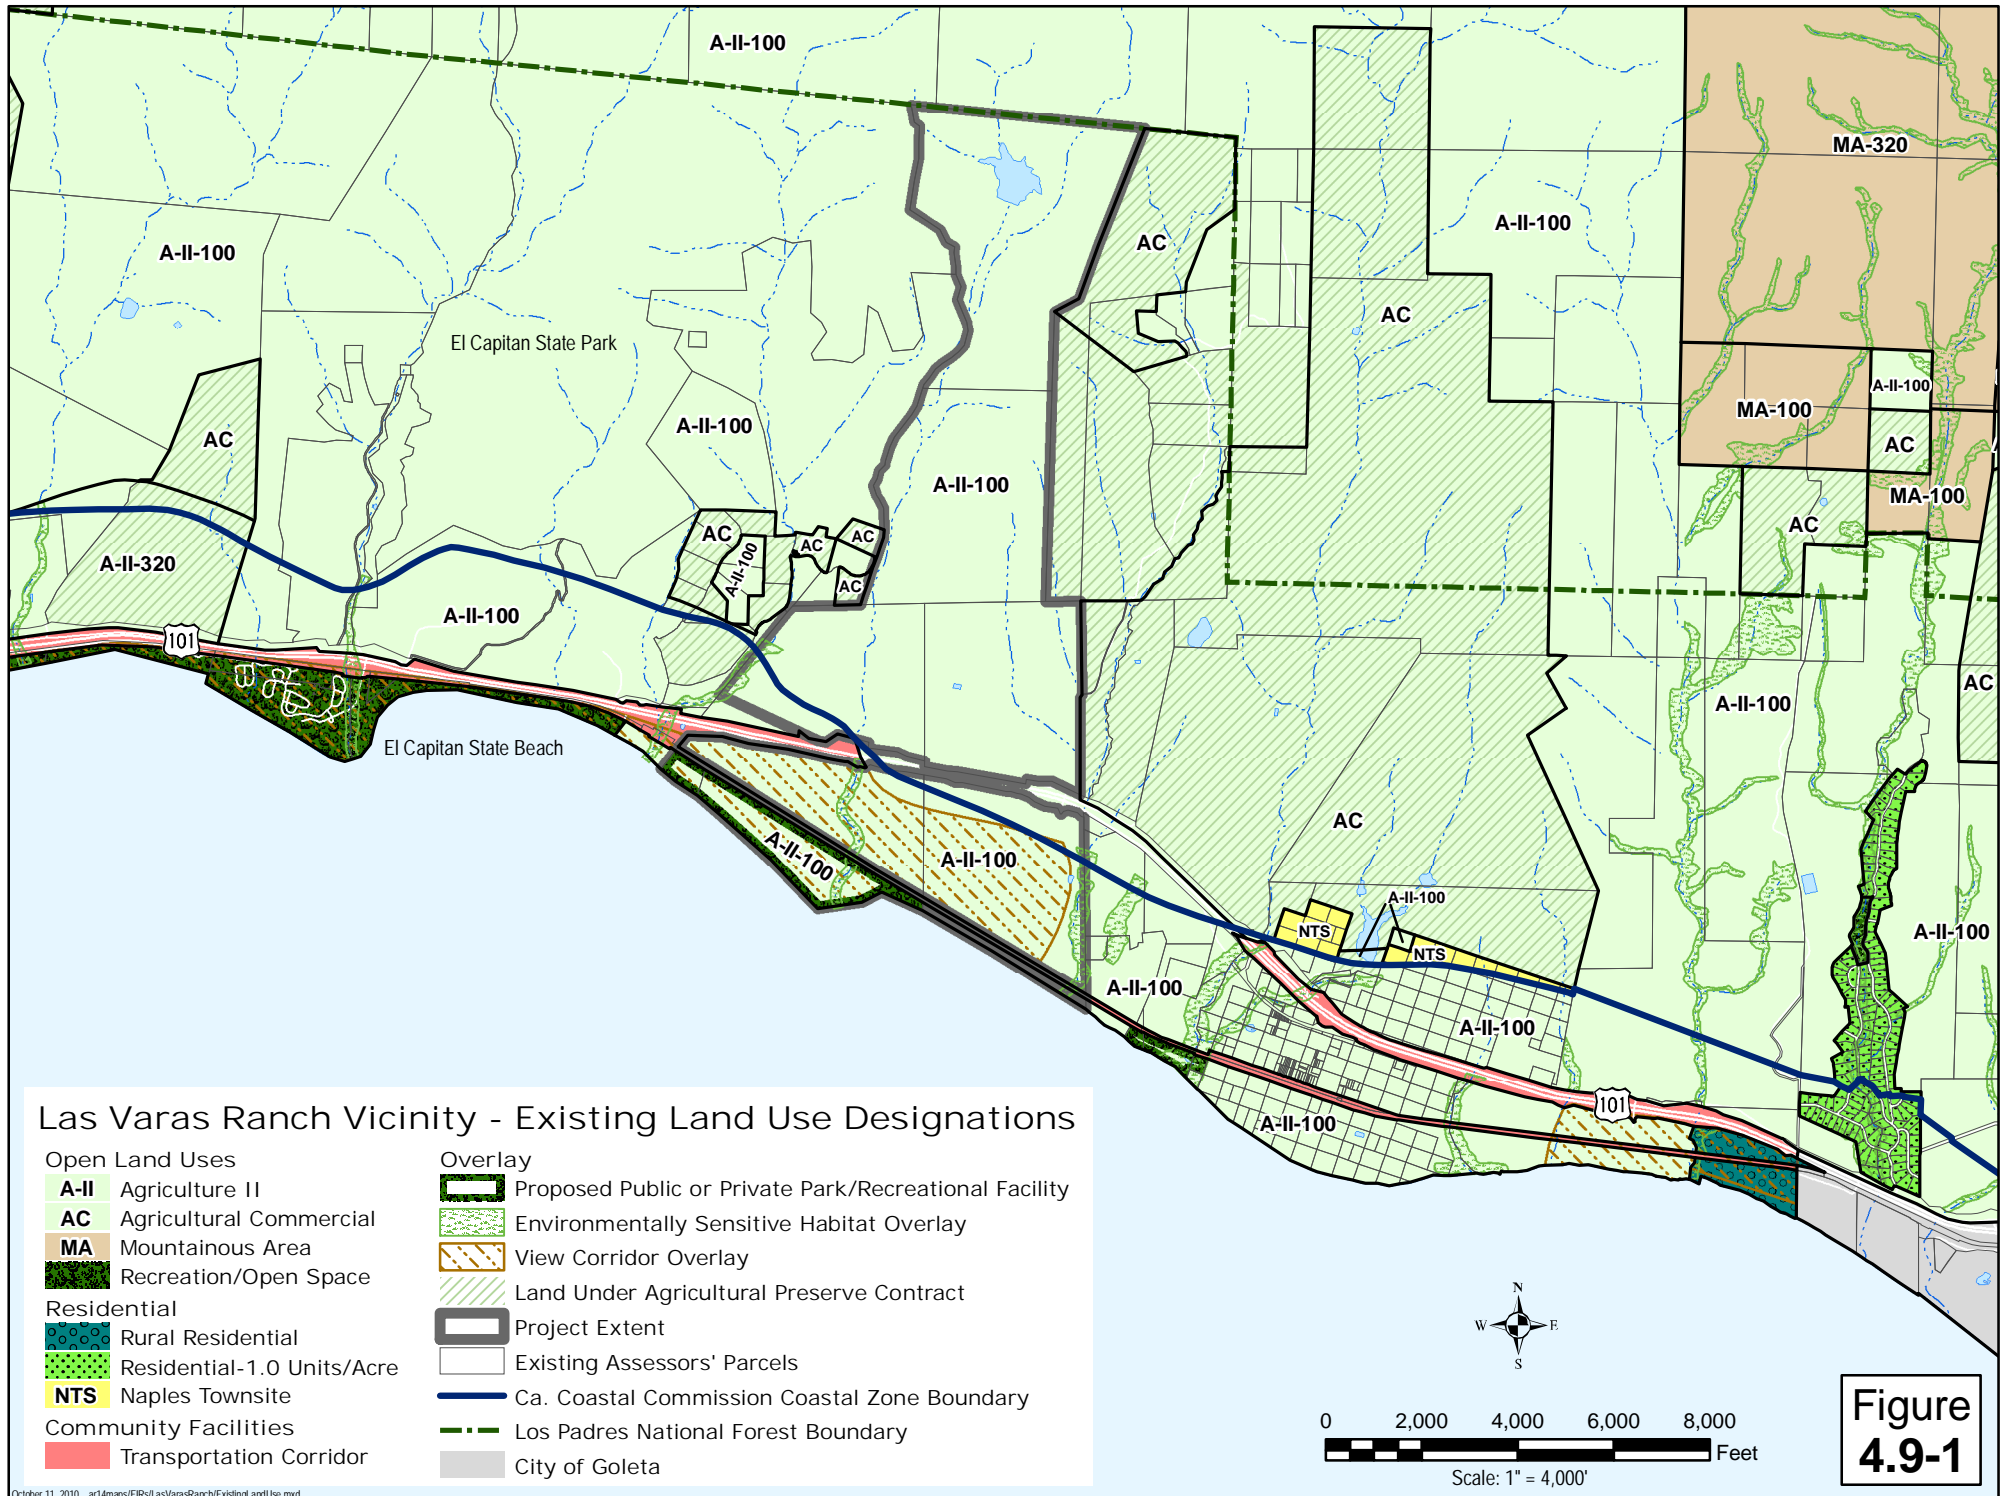 A-II-100
MA-320
A-II-100
AC
A-II-100
AC
El Capitan State Park
A-II-100
MA-100
AC
A-II-100
AC
A-II-100
MA-100
AC
AC
A-II-100
AC
AC
AC
A-II-320
A-II-100
101
AC
A-II-100
El Capitan State Beach
AC
A-II-100
A-II-100
A-II-100
NTS
NTS
A-II-100
A-II-100
A-II-100
101
A-II-100
Las Varas Ranch Vicinity - Existing Land Use Designations
Open Land Uses
A-II Agriculture II
AC Agricultural Commercial
MA Mountainous Area
Recreation/Open Space
Residential
Rural Residential
Residential-1.0 Units/Acre
NTS Naples Townsite
Community Facilities
Transportation Corridor
Overlay
Proposed Public or Private Park/Recreational Facility
Environmentally Sensitive Habitat Overlay
View Corridor Overlay
Land Under Agricultural Preserve Contract
Project Extent
Existing Assessors' Parcels
Ca. Coastal Commission Coastal Zone Boundary
Los Padres National Forest Boundary
City of Goleta
N
W E
S
0 2,000 4,000 6,000 8,000
Feet
Scale: 1" = 4,000'
Figure
4.9-1
October 11, 2010 ar14maps/EIRs/LasVarasRanch/ExistingLandUse.mxd